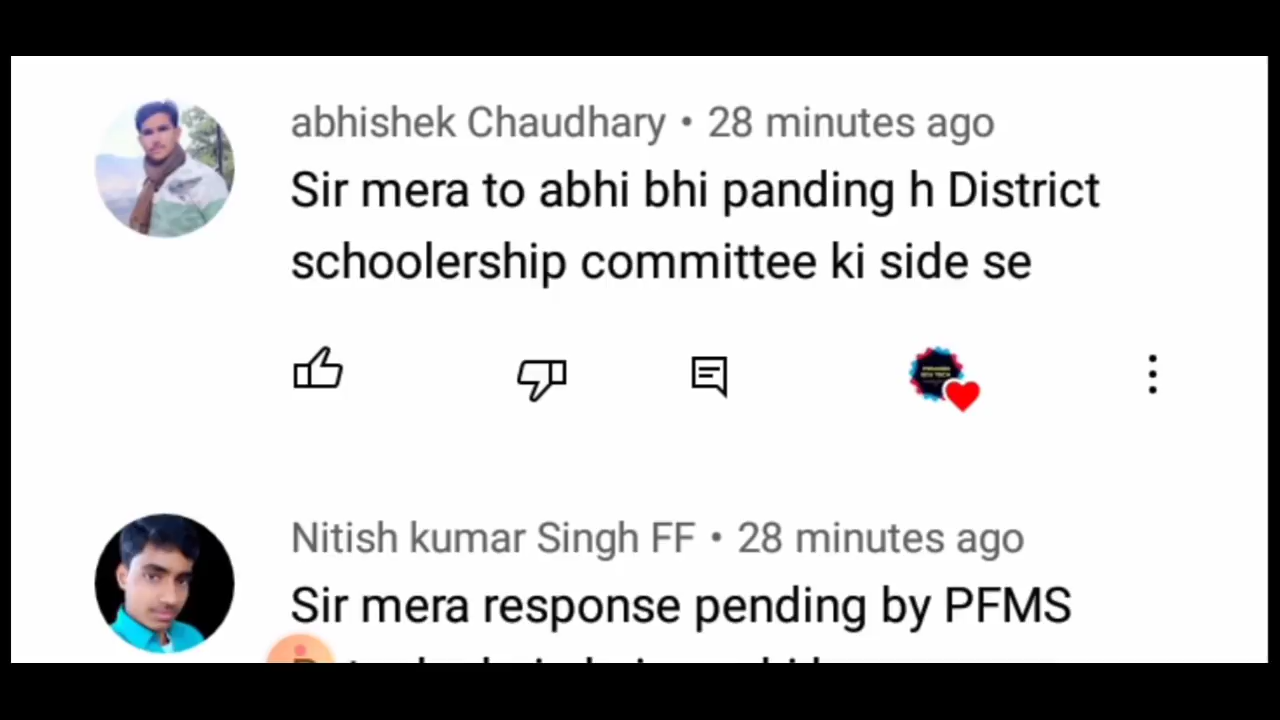 abhishek Chaudhary • 28 minutes ago
Sir mera to abhi bhi panding h District
schoolership committee ki side se
Nitish kumar Singh FF • 28 minutes ago
Sir mera response pending by PFMS